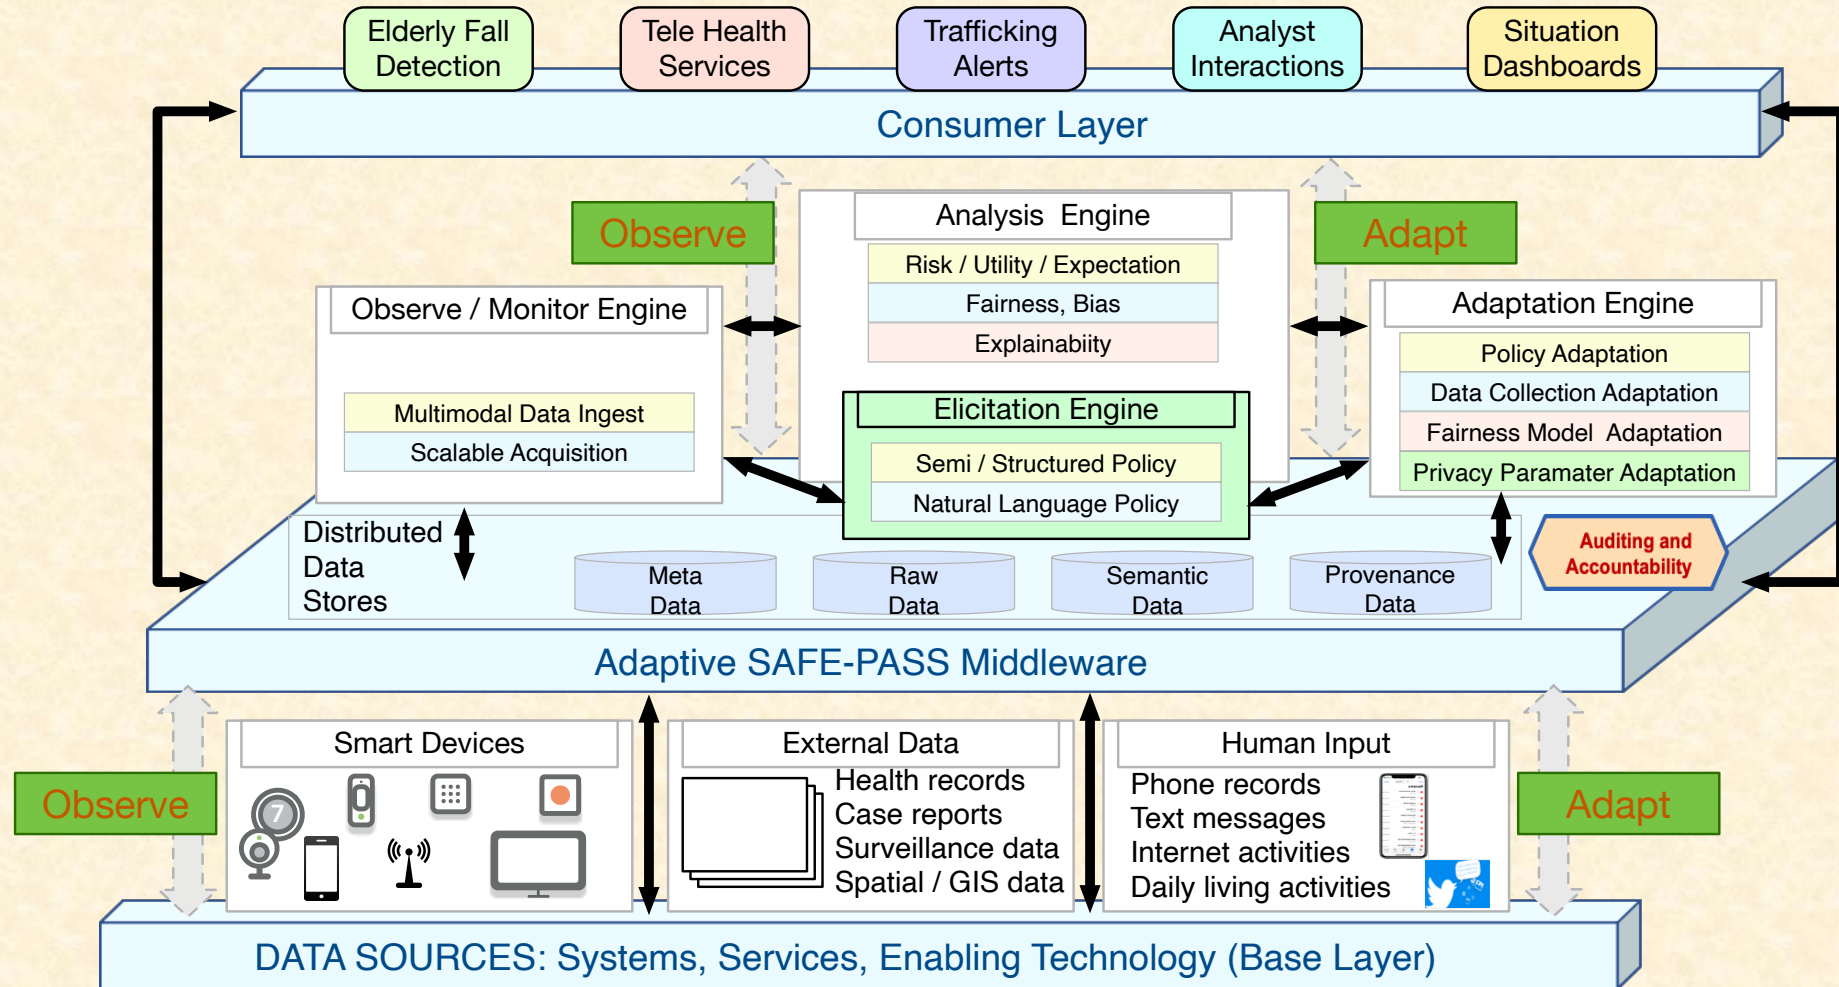 Elderly Fall
Detection
Tele Health
Services
Trafficking
Alerts
Analyst
Interactions
Situation
Dashboards
Consumer Layer
Observe
Analysis Engine
Adapt
Risk / Utility / Expectation
Fairness, Bias
Explainabiity
Observe / Monitor Engine
Multimodal Data Ingest
Scalable Acquisition
Adaptation Engine
Policy Adaptation
Data Collection Adaptation
Fairness Model Adaptation
Privacy Paramater Adaptation
Elicitation Engine
Semi / Structured Policy
Natural Language Policy
Distributed
Data
Stores
Meta
Data
Raw
Data
Semantic
Data
Provenance
Data
Auditing and
Accountability
Adaptive SAFE-PASS Middleware
Observe
Smart Devices
7
External Data
Health records
Case reports
Surveillance data
Spatial / GIS data
Human Input
Phone records
Text messages
Internet activities
Daily living activities
Adapt
DATA SOURCES: Systems, Services, Enabling Technology (Base Layer)